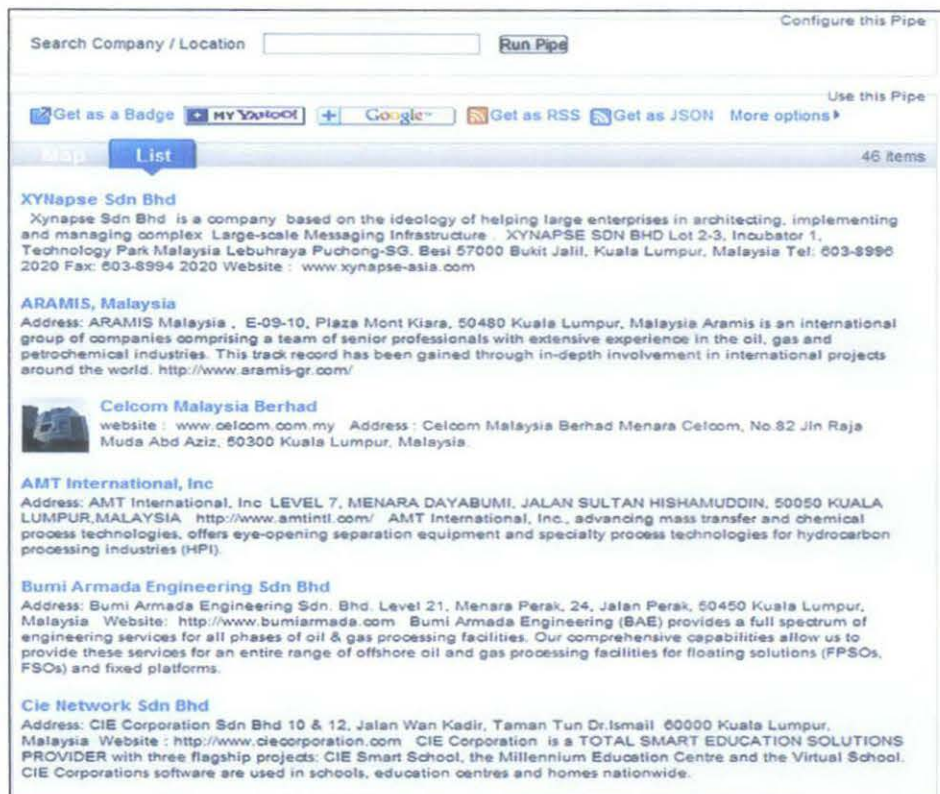 Configure this Pipe
Search Company / Location Run Pipe
Use this Pipe
Get as a Badge MY YAHOO! Google™ Get as RSS Get as JSON More options
Map List 46 items
XYNapse Sdn Bhd
Xynapse Sdn Bhd is a company based on the ideology of helping large enterprises in architecting, implementing
and managing complex Large-scale Messaging Infrastructure . XYNAPSE SDN BHD Lot 2-3, Incubator 1,
Technology Park Malaysia Lebuhraya Puchong-SG. Besi 57000 Bukit Jalil, Kuala Lumpur, Malaysia Tel: 603-8996
2020 Fax: 603-8994 2020 Website : www.xynapse-asia.com
ARAMIS, Malaysia
Address: ARAMIS Malaysia , E-09-10, Plaza Mont Kiara, 50480 Kuala Lumpur, Malaysia Aramis is an international
group of companies comprising a team of senior professionals with extensive experience in the oil, gas and
petrochemical industries. This track record has been gained through in-depth involvement in international projects
around the world. http://www.aramis-gr.com/
Celcom Malaysia Berhad
website : www.celcom.com.my Address : Celcom Malaysia Berhad Menara Celcom, No.82 Jln Raja
Muda Abd Aziz, 50300 Kuala Lumpur, Malaysia.
AMT International, Inc
Address: AMT International, Inc LEVEL 7, MENARA DAYABUMI, JALAN SULTAN HISHAMUDDIN, 50050 KUALA
LUMPUR,MALAYSIA http://www.amtintl.com/ AMT International, Inc., advancing mass transfer and chemical
process technologies, offers eye-opening separation equipment and specialty process technologies for hydrocarbon
processing industries (HPI).
Bumi Armada Engineering Sdn Bhd
Address: Bumi Armada Engineering Sdn. Bhd. Level 21, Menara Perak, 24, Jalan Perak, 50450 Kuala Lumpur,
Malaysia Website: http://www.bumiarmada.com Bumi Armada Engineering (BAE) provides a full spectrum of
engineering services for all phases of oil & gas processing facilities. Our comprehensive capabilities allow us to
provide these services for an entire range of offshore oil and gas processing facilities for floating solutions (FPSOs,
FSOs) and fixed platforms.
Cie Network Sdn Bhd
Address: CIE Corporation Sdn Bhd 10 & 12, Jalan Wan Kadir, Taman Tun Dr.Ismail 60000 Kuala Lumpur,
Malaysia Website : http://www.ciecorporation.com CIE Corporation is a TOTAL SMART EDUCATION SOLUTIONS
PROVIDER with three flagship projects: CIE Smart School, the Millennium Education Centre and the Virtual School.
CIE Corporations software are used in schools, education centres and homes nationwide.